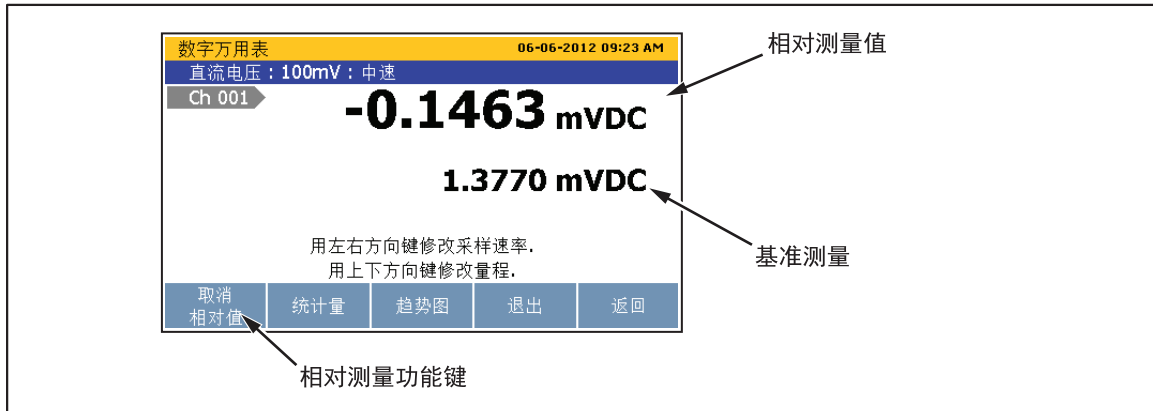 数字万用表 06-06-2012 09:23 AM
直流电压 : 100mV : 中速
Ch 001
-0.1463 mVDC
1.3770 mVDC
用左右方向键修改采样速率.
用上下方向键修改量程.
取消
相对值
统计量
趋势图
退出
返回
相对测量值
基准测量
相对测量功能键